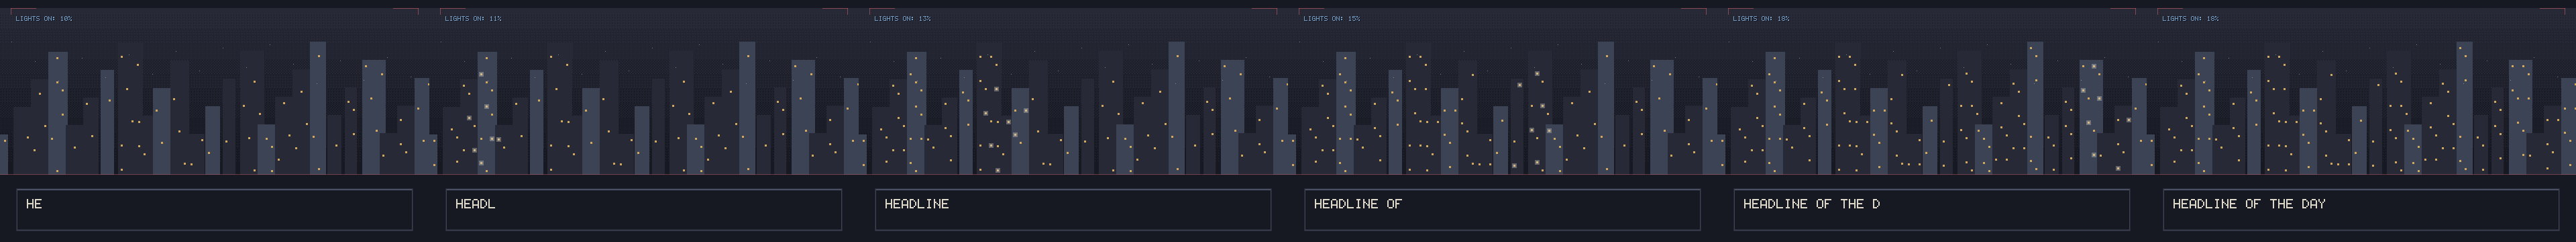 LIGHTS ON: 10%
HE
LIGHTS ON: 11%
HEADL
LIGHTS ON: 13%
HEADLINE
LIGHTS ON: 15%
HEADLINE OF
LIGHTS ON: 18%
HEADLINE OF THE D
LIGHTS ON: 18%
HEADLINE OF THE DAY